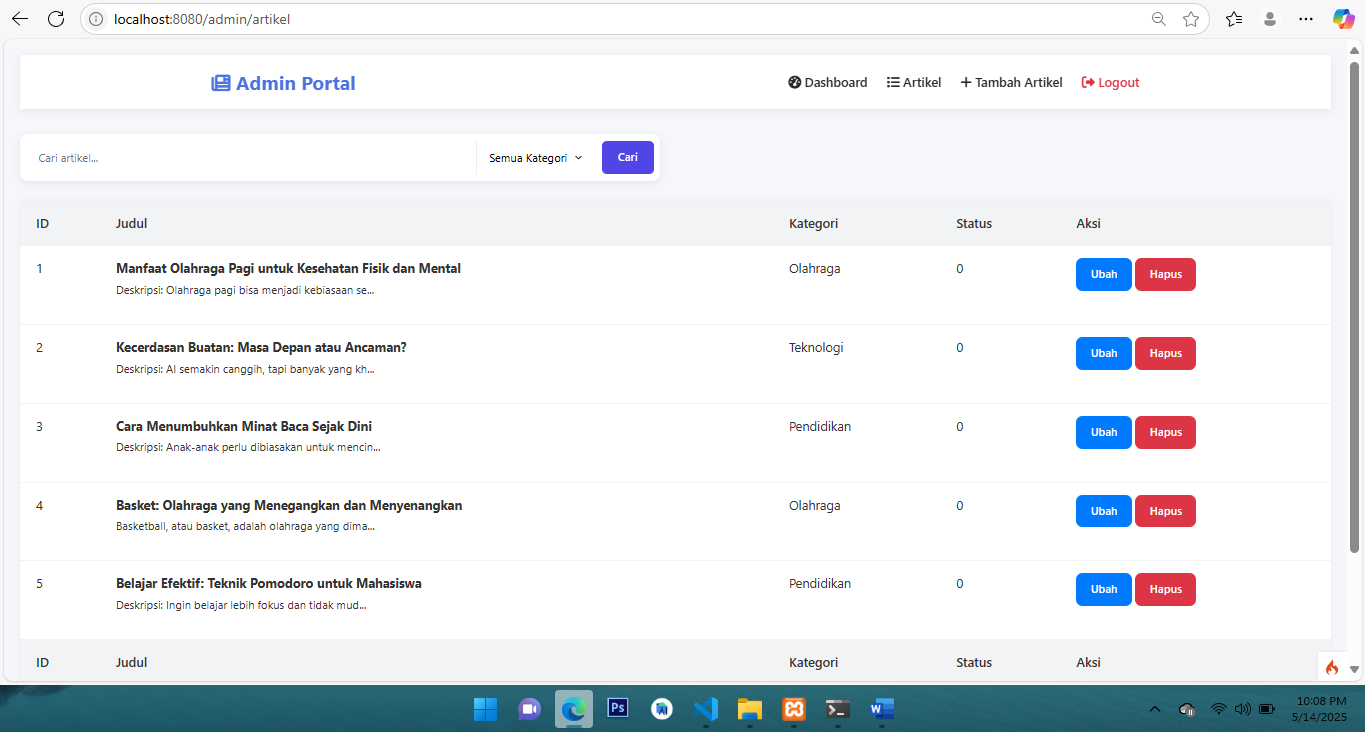 localhost:8080/admin/artikel
Admin Portal
Dashboard
Artikel
Tambah Artikel
Logout
Cari artikel...
Semua Kategori
Cari
ID Judul Kategori Status Aksi
1 Manfaat Olahraga Pagi untuk Kesehatan Fisik dan Mental Olahraga 0 Ubah Hapus
Deskripsi: Olahraga pagi bisa menjadi kebiasaan se...
2 Kecerdasan Buatan: Masa Depan atau Ancaman? Teknologi 0 Ubah Hapus
Deskripsi: AI semakin canggih, tapi banyak yang kh...
3 Cara Menumbuhkan Minat Baca Sejak Dini Pendidikan 0 Ubah Hapus
Deskripsi: Anak-anak perlu dibiasakan untuk mencin...
4 Basket: Olahraga yang Menegangkan dan Menyenangkan Olahraga 0 Ubah Hapus
Basketball, atau basket, adalah olahraga yang dima...
5 Belajar Efektif: Teknik Pomodoro untuk Mahasiswa Pendidikan 0 Ubah Hapus
Deskripsi: Ingin belajar lebih fokus dan tidak mud...
ID Judul Kategori Status Aksi
Ps
10:08 PM
5/14/2025